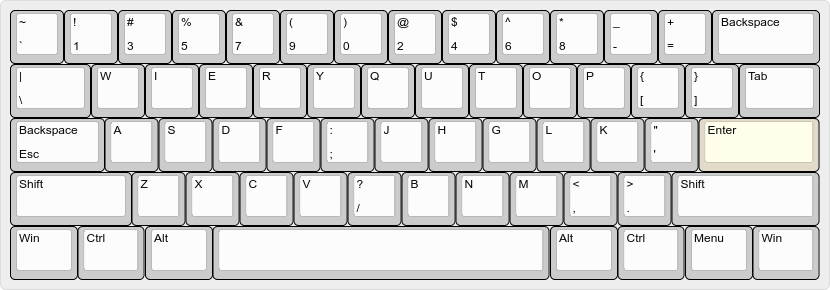 ~ ! # % & ( ) @ $ ^ * _ + Backspace
` 1 3 5 7 9 0 2 4 6 8 - =
| W I E R Y Q U T O P { } Tab
\ [ ]
Backspace A S D F : J H G L K " Enter
Esc ; '
Shift Z X C V ? B N M < > Shift
/ , .
Win Ctrl Alt Alt Ctrl Menu Win